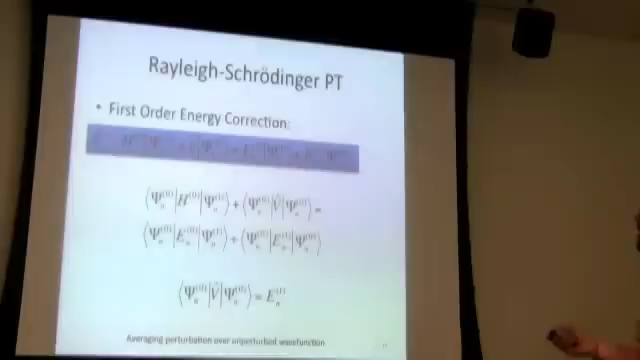 Rayleigh-Schrödinger PT
• First Order Energy Correction:
⟨Ψₙ⁽⁰⁾|H⁽⁰⁾|Ψₙ⁽¹⁾⟩ + ⟨Ψₙ⁽⁰⁾|V̂|Ψₙ⁽⁰⁾⟩ =
⟨Ψₙ⁽⁰⁾|Eₙ⁽⁰⁾|Ψₙ⁽¹⁾⟩ + ⟨Ψₙ⁽⁰⁾|Eₙ⁽¹⁾|Ψₙ⁽⁰⁾⟩
⟨Ψₙ⁽⁰⁾|V̂|Ψₙ⁽⁰⁾⟩ = Eₙ⁽¹⁾
Averaging perturbation over unperturbed wavefunction